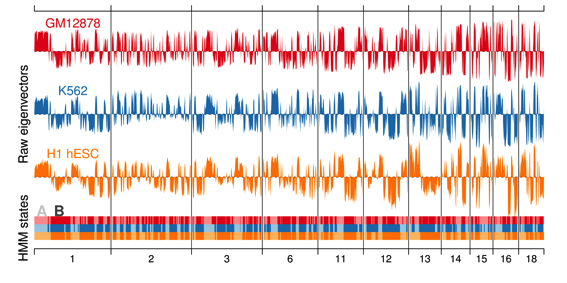 GM12878
K562
H1 hESC
Raw eigenvectors
A B
HMM states
1 2 3 6 11 12 13 14 15 16 18